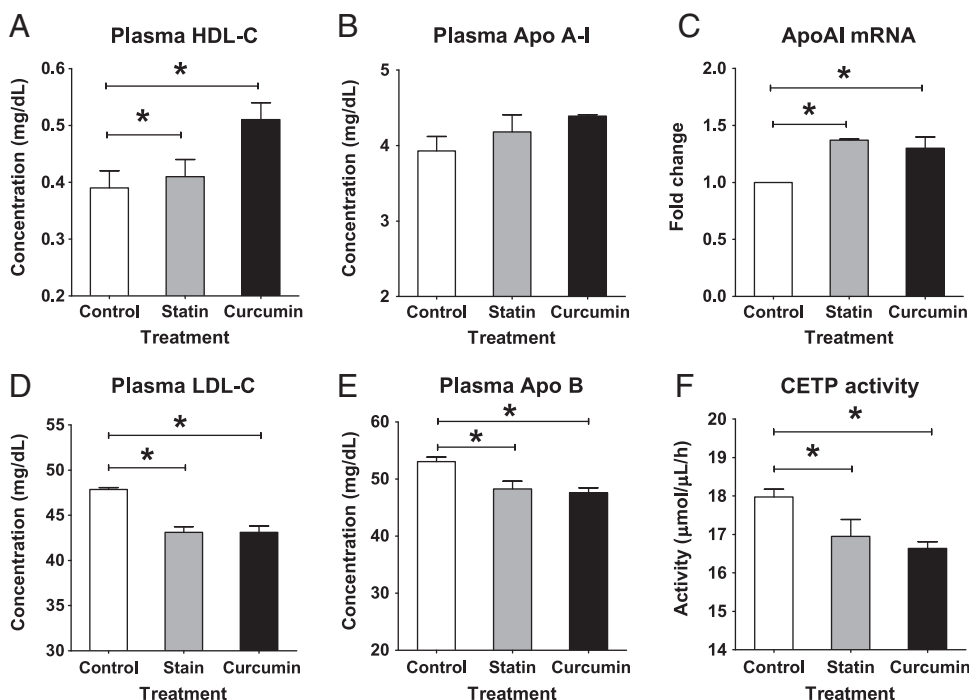 A
Plasma HDL-C
Concentration (mg/dL)
0.6
0.5
0.4
0.3
0.2
*
*
Control Statin Curcumin
Treatment
B
Plasma Apo A-I
Concentration (mg/dL)
5
4
3
2
Control Statin Curcumin
Treatment
C
ApoAI mRNA
Fold change
2.0
1.5
1.0
0.5
0.0
*
*
Control Statin Curcumin
Treatment
D
Plasma LDL-C
Concentration (mg/dL)
55
50
45
40
35
30
*
*
Control Stain Curcumin
Treatment
E
Plasma Apo B
Concentration (mg/dL)
60
50
40
30
20
*
*
Control Statin Curcumin
Treatment
F
CETP activity
Activity (μmol/μL/h)
19
18
17
16
15
14
*
*
Control Statin Curcumin
Treatment